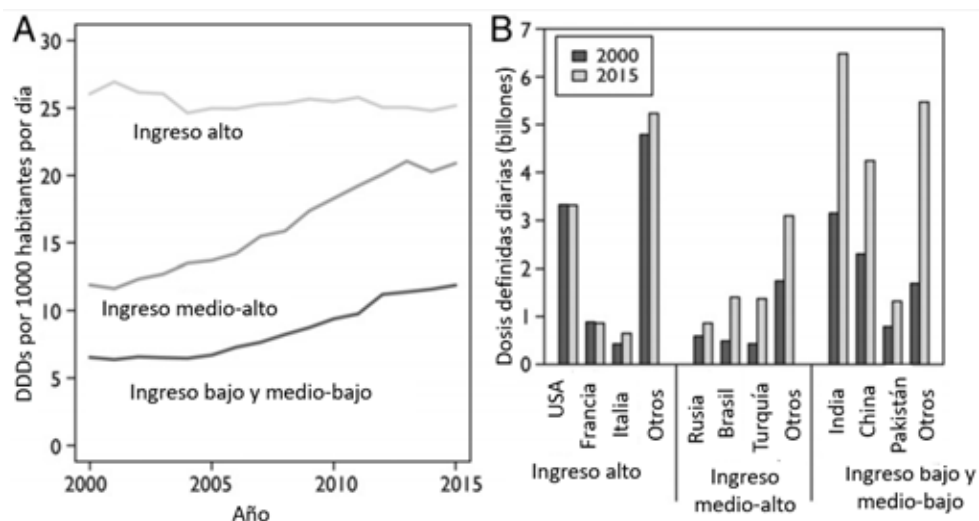 A
DDDs por 1000 habitantes por día
30
25
20
15
10
5
0
Ingreso alto
Ingreso medio-alto
Ingreso bajo y medio-bajo
2000
2005
2010
2015
Año
B
Dosis definidas diarias (billones)
7
6
5
4
3
2
1
0
2000
2015
USA
Francia
Italia
Otros
Rusia
Brasil
Turquía
Otros
India
China
Pakistán
Otros
Ingreso alto
Ingreso
medio-alto
Ingreso bajo y
medio-bajo